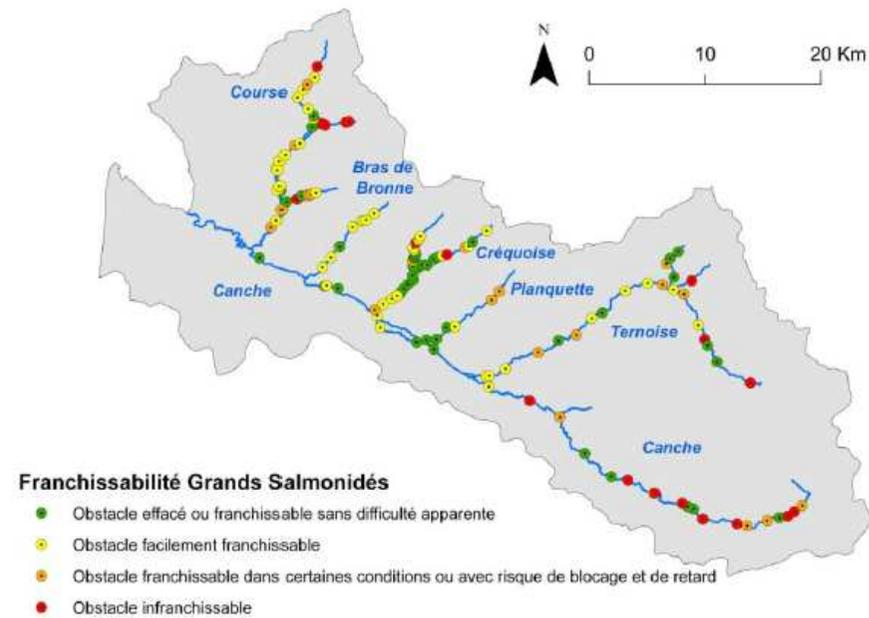 N
0 10 20 Km
Course
Bras de
Bronne
Créquoise
Canche
Planquette
Ternoise
Canche
Franchissabilité Grands Salmonidés
Obstacle effacé ou franchissable sans difficulté apparente
Obstacle facilement franchissable
Obstacle franchissable dans certaines conditions ou avec risque de blocage et de retard
Obstacle infranchissable